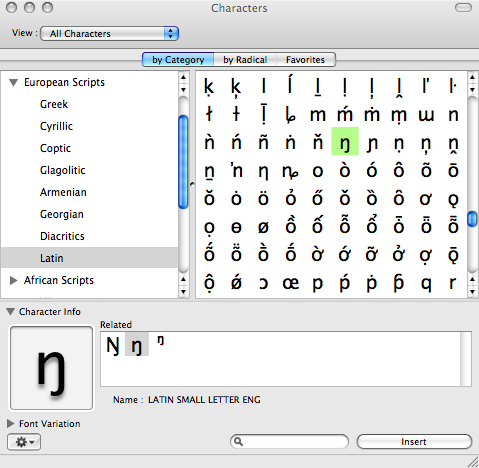 Characters
View : All Characters
by Category by Radical Favorites
European Scripts
Greek
Cyrillic
Coptic
Glagolitic
Armenian
Georgian
Diacritics
Latin
African Scripts
ḳ ķ l ĺ ḻ ḷ ļ ḽ ľ ŀ
ł ƚ ḹ ȴ m ḿ ṁ ṃ ɯ n
ǹ ń ñ ṅ ň ŋ ɲ ṇ ņ ṋ
ṉ ŉ ƞ ȵ o ò ó ô õ ō
ŏ ȯ ö ỏ ő ǒ ȍ ȏ ơ ǫ
ọ ɵ ø ồ ố ỗ ổ ȱ ȫ ȭ
ṍ ṏ ṑ ṓ ờ ớ ỡ ở ợ ǭ
ộ ǿ ɔ œ p ṕ ṗ q r
Character Info
ŋ
Related
Ŋ ŋ ᵑ
Name : LATIN SMALL LETTER ENG
Font Variation
Insert